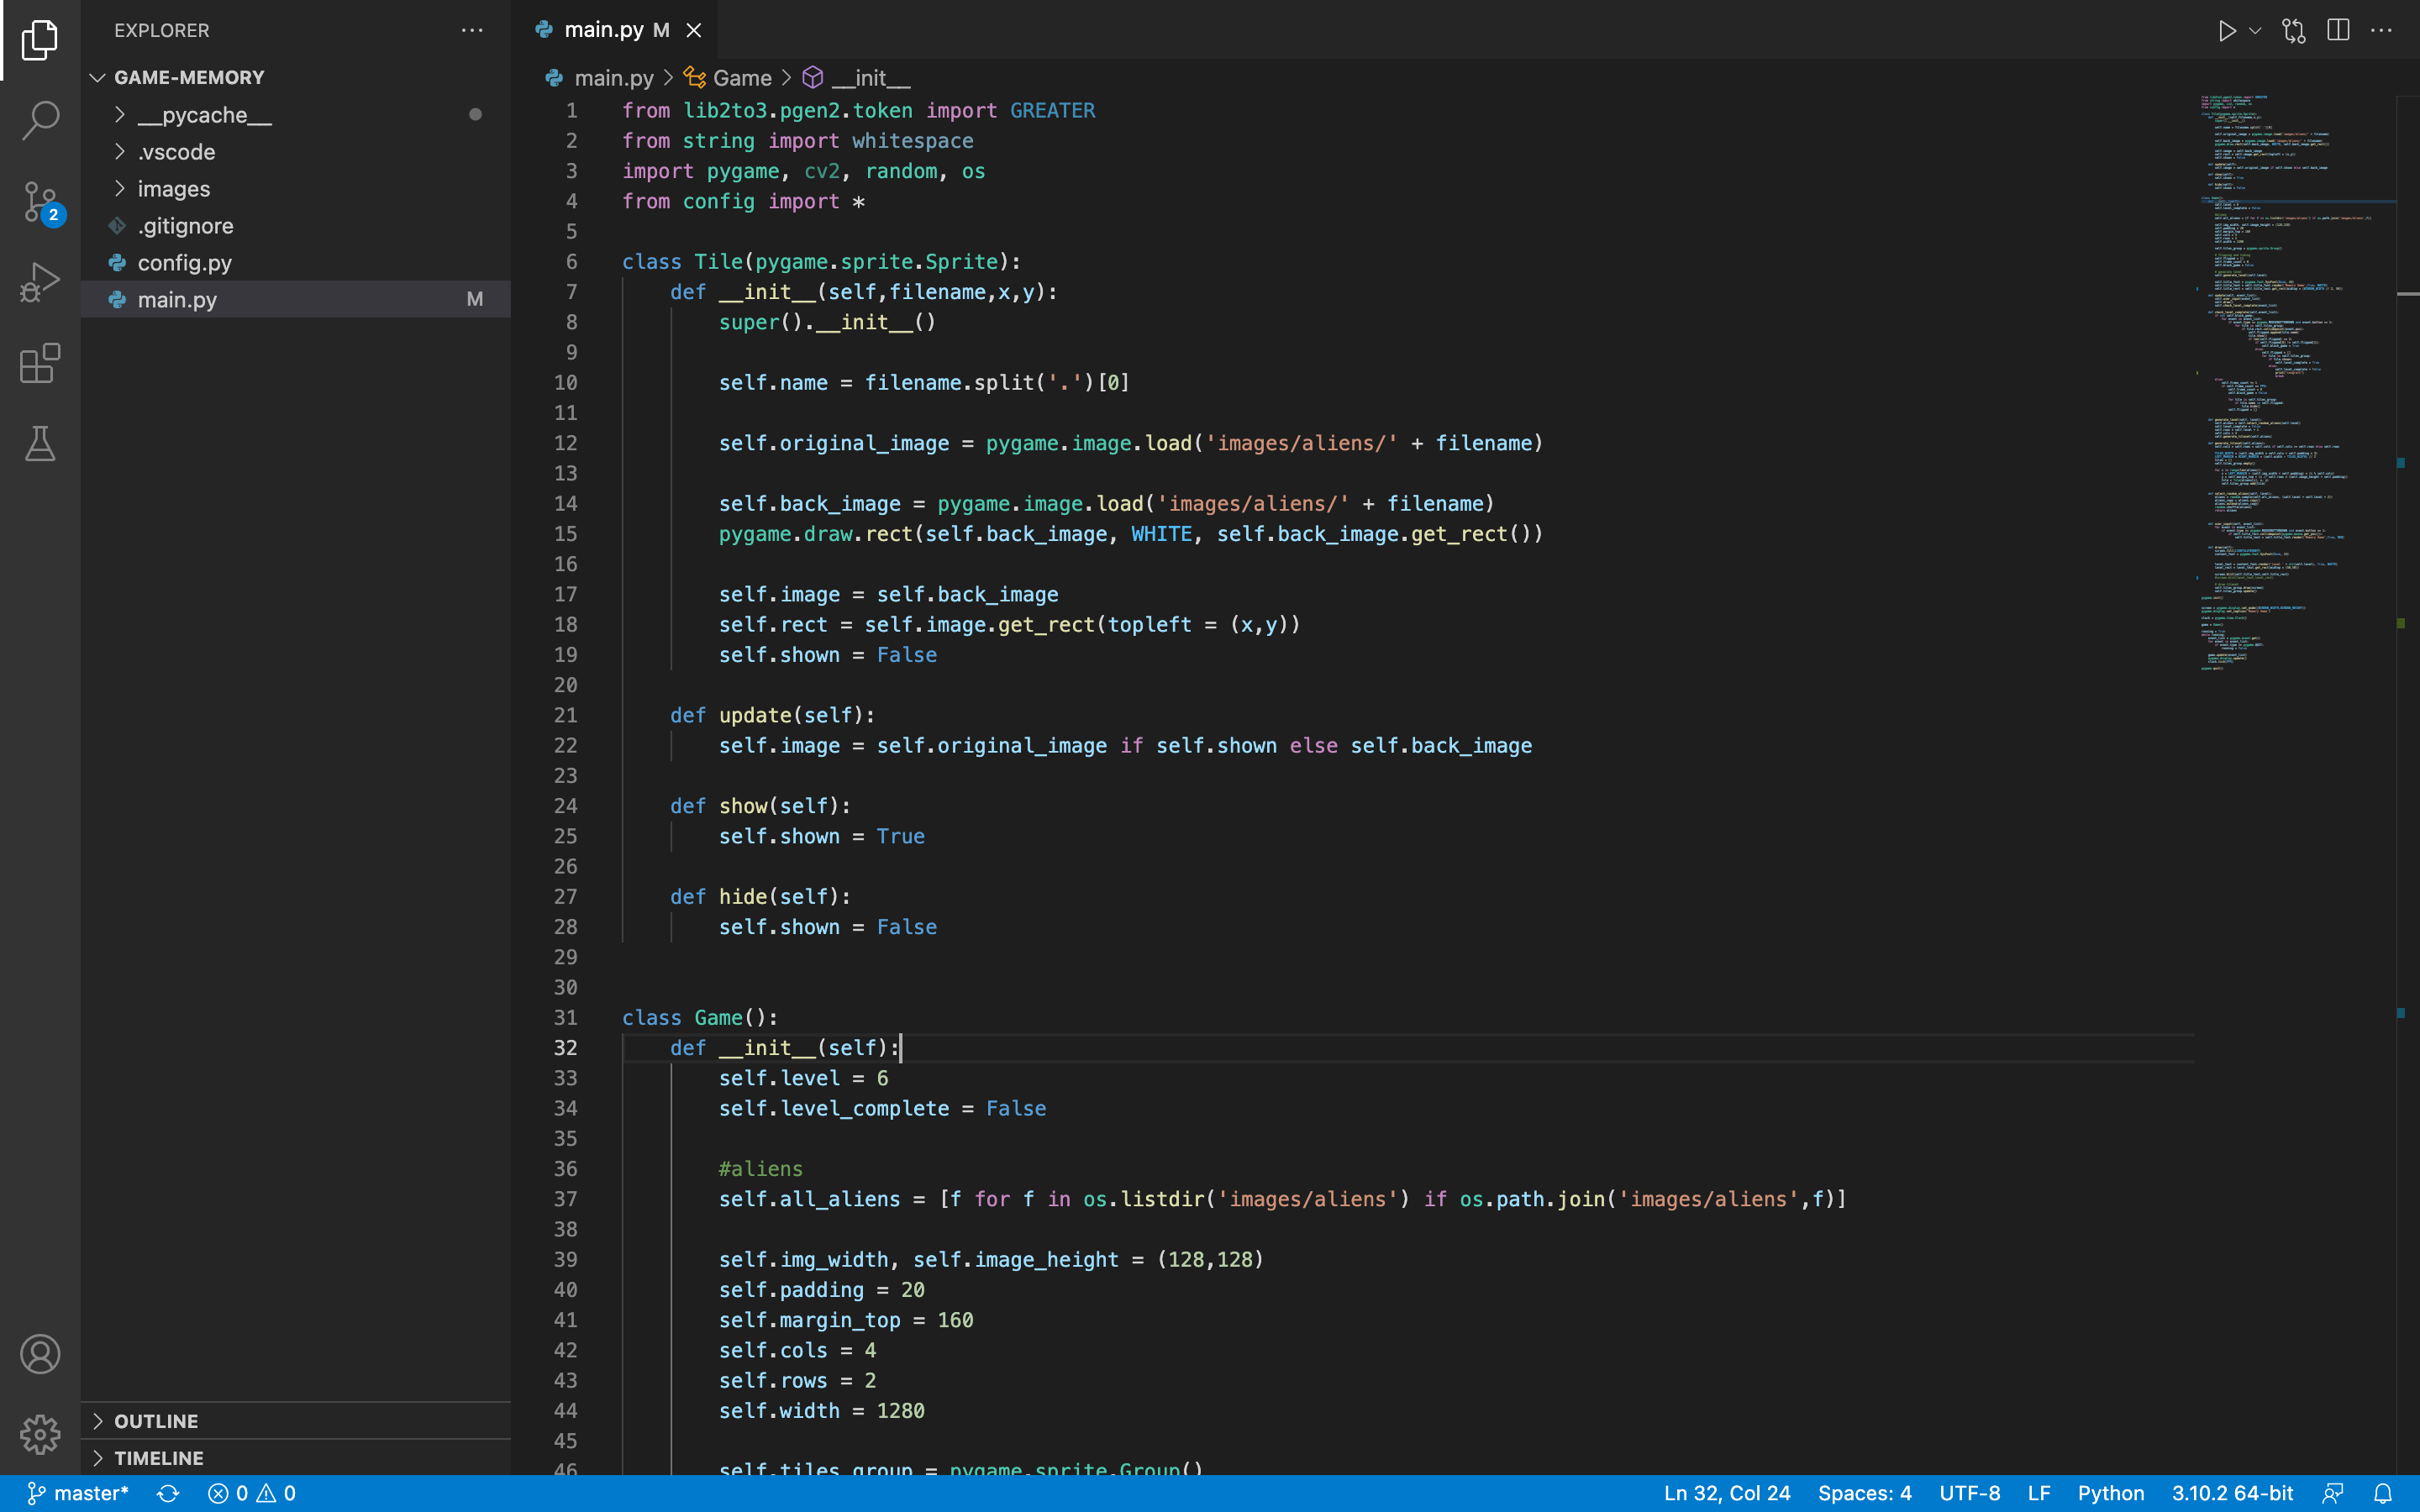 EXPLORER
GAME-MEMORY
__pycache__
.vscode
images
.gitignore
config.py
main.py M
OUTLINE
TIMELINE
2
main.py M
main.py > Game > __init__
1 from lib2to3.pgen2.token import GREATER
2 from string import whitespace
3 import pygame, cv2, random, os
4 from config import *
5
6 class Tile(pygame.sprite.Sprite):
7 def __init__(self,filename,x,y):
8 super().__init__()
9
10 self.name = filename.split('.')[0]
11
12 self.original_image = pygame.image.load('images/aliens/' + filename)
13
14 self.back_image = pygame.image.load('images/aliens/' + filename)
15 pygame.draw.rect(self.back_image, WHITE, self.back_image.get_rect())
16
17 self.image = self.back_image
18 self.rect = self.image.get_rect(topleft = (x,y))
19 self.shown = False
20
21 def update(self):
22 self.image = self.original_image if self.shown else self.back_image
23
24 def show(self):
25 self.shown = True
26
27 def hide(self):
28 self.shown = False
29
30
31 class Game():
32 def __init__(self):
33 self.level = 6
34 self.level_complete = False
35
36 #aliens
37 self.all_aliens = [f for f in os.listdir('images/aliens') if os.path.join('images/aliens',f)]
38
39 self.img_width, self.image_height = (128,128)
40 self.padding = 20
41 self.margin_top = 160
42 self.cols = 4
43 self.rows = 2
44 self.width = 1280
45
46 self.tiles_group = pygame.sprite.Group()
master* 0 0 Ln 32, Col 24 Spaces: 4 UTF-8 LF Python 3.10.2 64-bit